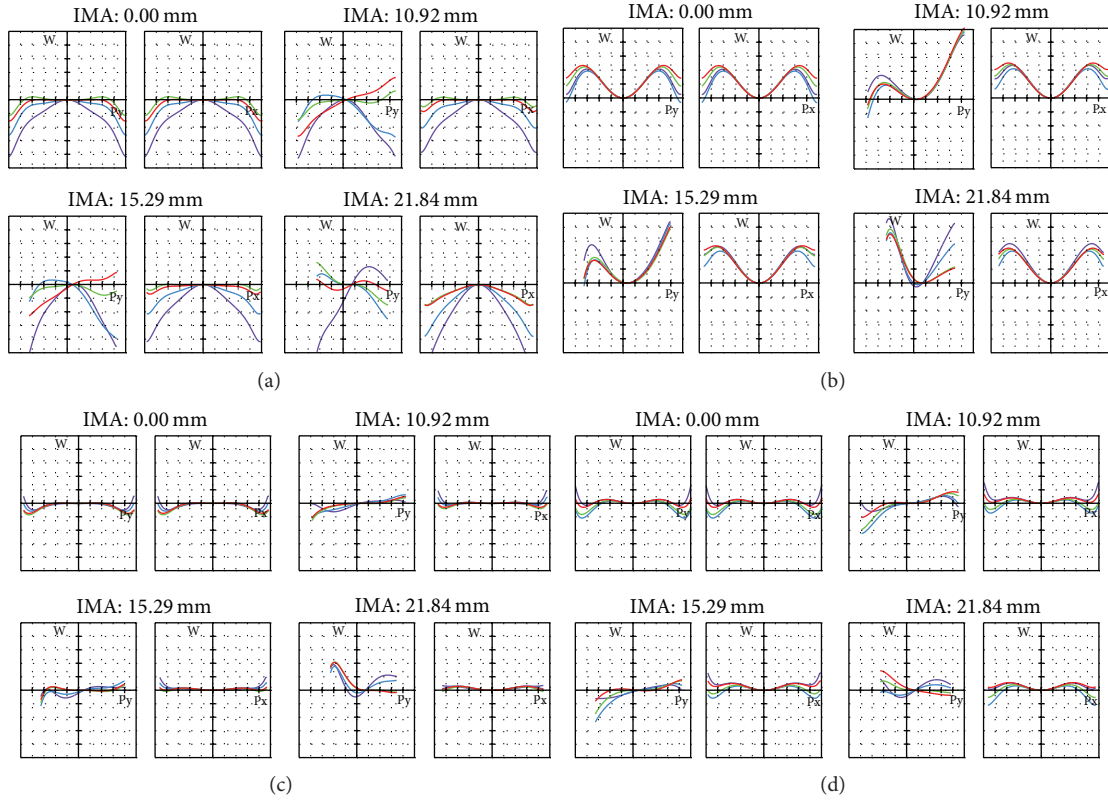 IMA: 0.00 mm
IMA: 10.92 mm
W
Py
Px
W
Py
Px
IMA: 15.29 mm
IMA: 21.84 mm
W
Py
Px
W
Py
Px
(a)
IMA: 0.00 mm
IMA: 10.92 mm
W
Py
Px
W
Py
Px
IMA: 15.29 mm
IMA: 21.84 mm
W
Py
Px
W
Py
Px
(b)
IMA: 0.00 mm
IMA: 10.92 mm
W
Py
Px
W
Py
Px
IMA: 15.29 mm
IMA: 21.84 mm
W
Py
Px
W
Py
Px
(c)
IMA: 0.00 mm
IMA: 10.92 mm
W
Py
Px
W
Py
Px
IMA: 15.29 mm
IMA: 21.84 mm
W
Py
Px
W
Py
Px
(d)